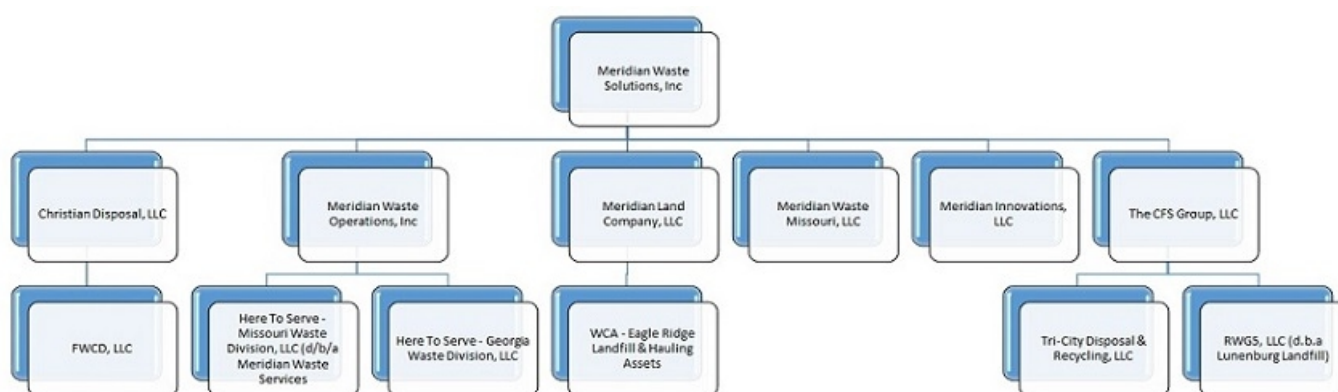 Meridian Waste
Solutions, Inc
Christian Disposal, LLC
Meridian Waste
Operations, Inc
Meridian Land
Company, LLC
Meridian Waste
Missouri, LLC
Meridian Innovations,
LLC
The CFS Group, LLC
FWCD, LLC
Here To Serve -
Missouri Waste
Division, LLC (d/b/a
Meridian Waste
Services
Here To Serve - Georgia
Waste Division, LLC
WCA - Eagle Ridge
Landfill & Hauling
Assets
Tri-City Disposal &
Recycling, LLC
RWG5, LLC (d.b.a
Lunenburg Landfill)